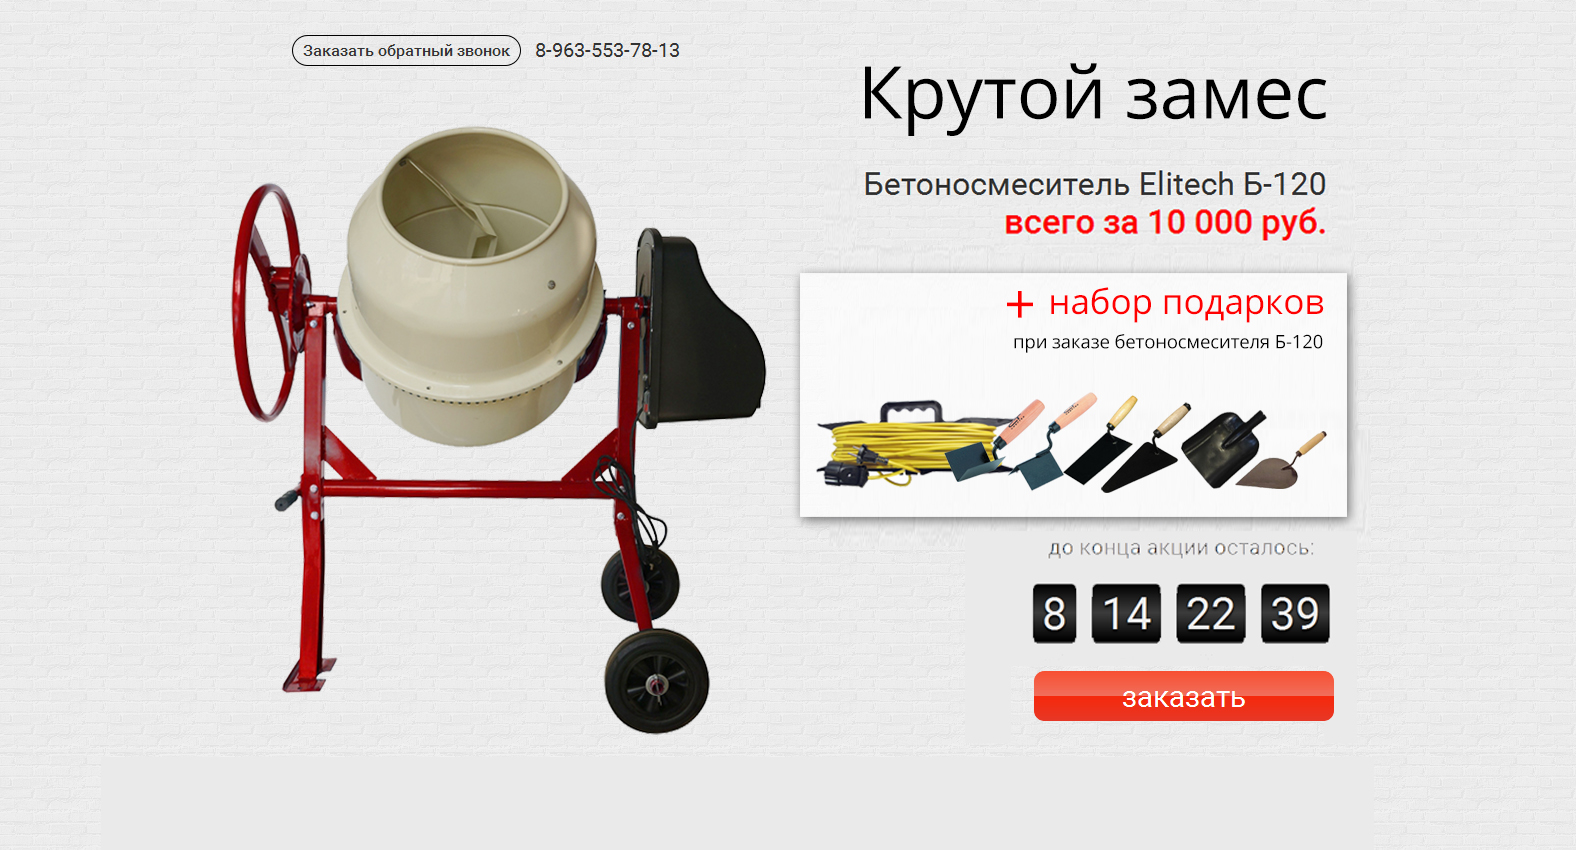 Заказать обратный звонок 8-963-553-78-13
Крутой замес
Бетоносмеситель Elitech Б-120
всего за 10 000 руб.
+ набор подарков
при заказе бетоносмесителя Б-120
до конца акции осталось:
8 14 22 39
заказать